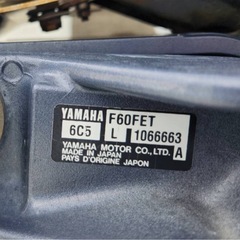 YAMAHA F60FET
6C5 L 1066663
YAMAHA MOTOR CO., LTD.
MADE IN JAPAN
PAYS D'ORIGINE JAPON A